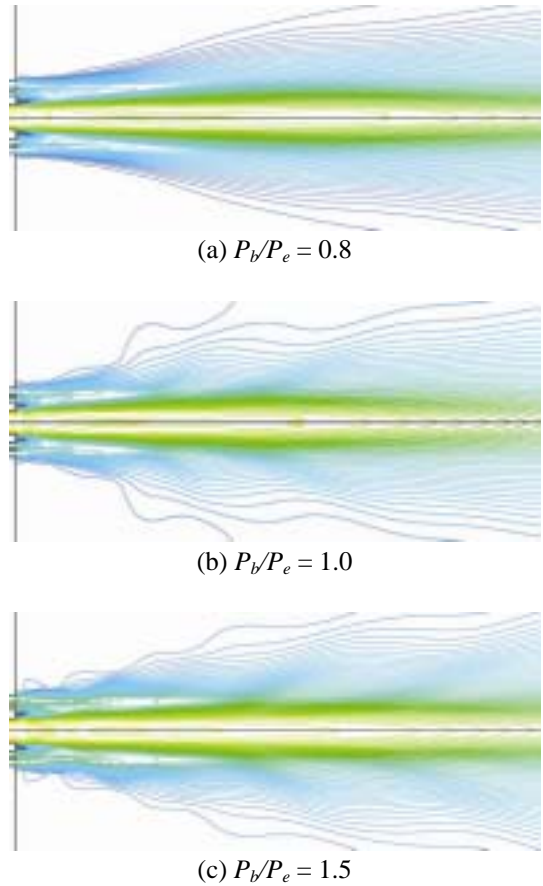 (a) P_b/P_e = 0.8
(b) P_b/P_e = 1.0
(c) P_b/P_e = 1.5